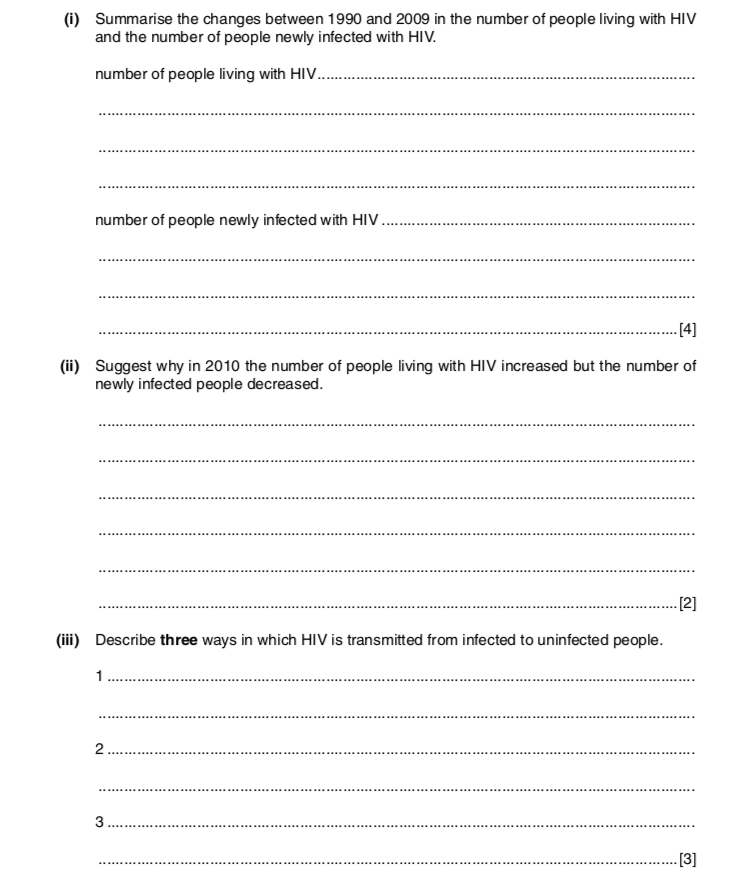 (i) Summarise the changes between 1990 and 2009 in the number of people living with HIV
and the number of people newly infected with HIV.
number of people living with HIV...............................................................................
..............................................................................................................................
..............................................................................................................................
..............................................................................................................................
number of people newly infected with HIV..................................................................
..............................................................................................................................
..............................................................................................................................
..........................................................................................................................[4]
(ii) Suggest why in 2010 the number of people living with HIV increased but the number of
newly infected people decreased.
..............................................................................................................................
..............................................................................................................................
..............................................................................................................................
..............................................................................................................................
..............................................................................................................................
..........................................................................................................................[2]
(iii) Describe three ways in which HIV is transmitted from infected to uninfected people.
1............................................................................................................................
..............................................................................................................................
2............................................................................................................................
..............................................................................................................................
3............................................................................................................................
..........................................................................................................................[3]